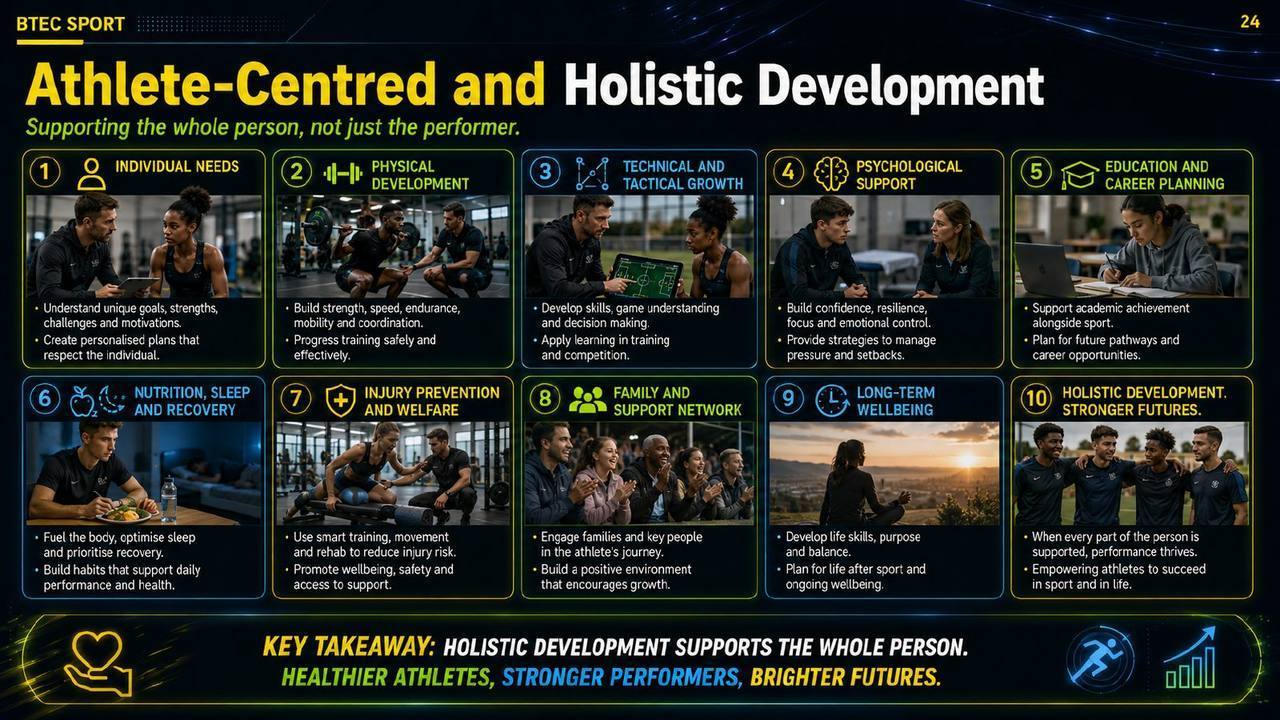 BTEC SPORT
24
Athlete-Centred and Holistic Development
Supporting the whole person, not just the performer.
1
INDIVIDUAL NEEDS
• Understand unique goals, strengths,
challenges and motivations.
• Create personalised plans that
respect the individual.
2
PHYSICAL
DEVELOPMENT
• Build strength, speed, endurance,
mobility and coordination.
• Progress training safely and
effectively.
3
TECHNICAL AND
TACTICAL GROWTH
• Develop skills, game understanding
and decision making.
• Apply learning in training
and competition.
4
PSYCHOLOGICAL
SUPPORT
• Build confidence, resilience,
focus and emotional control.
• Provide strategies to manage
pressure and setbacks.
5
EDUCATION AND
CAREER PLANNING
• Support academic achievement
alongside sport.
• Plan for future pathways and
career opportunities.
6
NUTRITION, SLEEP
AND RECOVERY
• Fuel the body, optimise sleep
and prioritise recovery.
• Build habits that support daily
performance and health.
7
INJURY PREVENTION
AND WELFARE
• Use smart training, movement
and rehab to reduce injury risk.
• Promote wellbeing, safety and
access to support.
8
FAMILY AND
SUPPORT NETWORK
• Engage families and key people
in the athlete's journey.
• Build a positive environment
that encourages growth.
9
LONG-TERM
WELLBEING
• Develop life skills, purpose
and balance.
• Plan for life after sport and
ongoing wellbeing.
10
HOLISTIC DEVELOPMENT.
STRONGER FUTURES.
• When every part of the person is
supported, performance thrives.
• Empowering athletes to succeed
in sport and in life.
KEY TAKEAWAY: HOLISTIC DEVELOPMENT SUPPORTS THE WHOLE PERSON.
HEALTHIER ATHLETES, STRONGER PERFORMERS, BRIGHTER FUTURES.